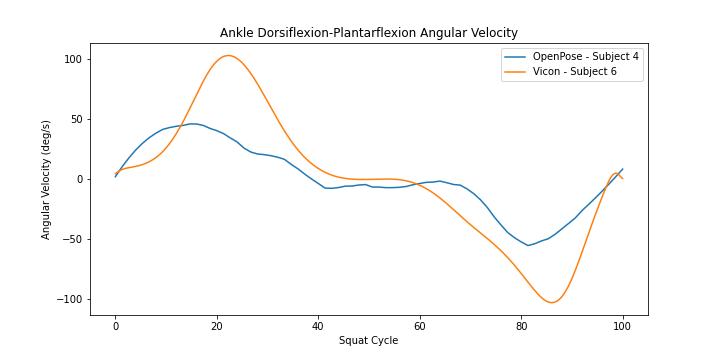 Ankle Dorsiflexion-Plantarflexion Angular Velocity
OpenPose - Subject 4
Vicon - Subject 6
Angular Velocity (deg/s)
100
50
0
−50
−100
0 20 40 60 80 100
Squat Cycle